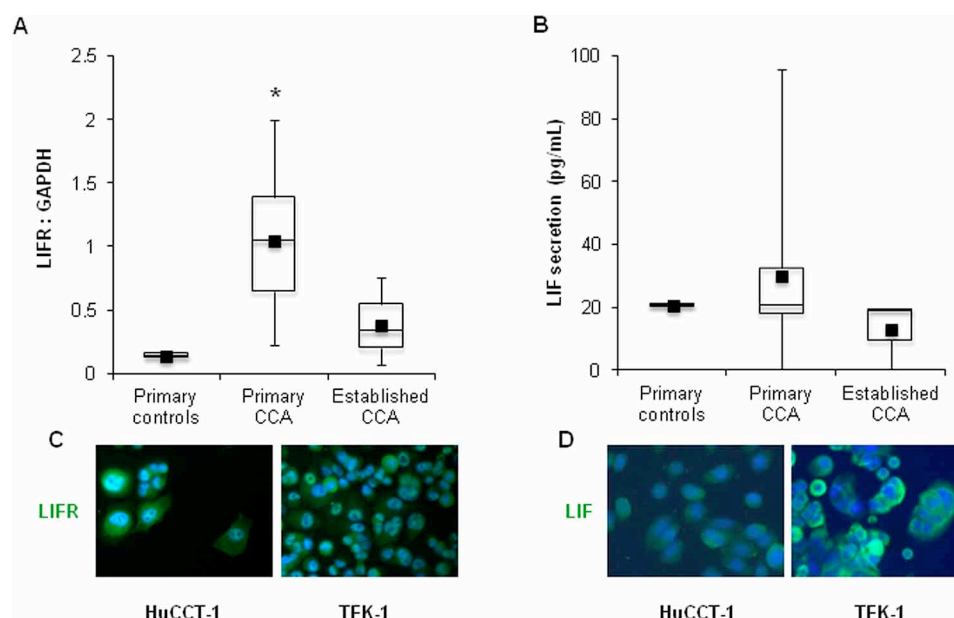 A
2.5
2
1.5
1
0.5
0
LIFR : GAPDH
*
Primary controls
Primary CCA
Established CCA
B
100
80
60
40
20
0
LIF secretion (pg/mL)
Primary controls
Primary CCA
Established CCA
C
LIFR
HuCCT-1
TFK-1
D
LIF
HuCCT-1
TFK-1